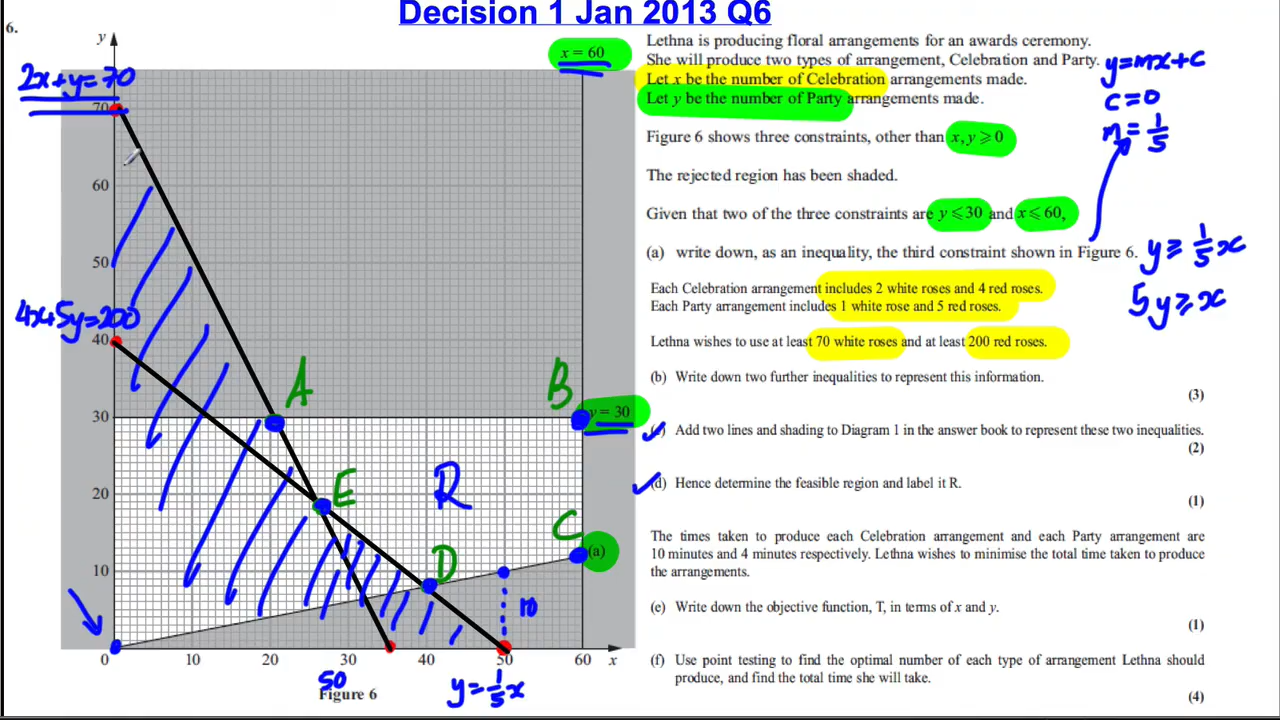 Decision 1 Jan 2013 Q6
6.
y
x = 60
2x+y=70
70
60
50
4x+5y=200
40
A
B
30
y = 30
E
R
20
C
(a)
10
D
10
0
10
20
30
40
50
60
x
50
y=1/5x
Figure 6
Lethna is producing floral arrangements for an awards ceremony.
She will produce two types of arrangement, Celebration and Party.
Let x be the number of Celebration arrangements made.
Let y be the number of Party arrangements made.
y=mx+c
c=0
m=1/5
Figure 6 shows three constraints, other than x, y ⩾ 0
The rejected region has been shaded.
Given that two of the three constraints are y ⩽ 30 and x ⩽ 60,
(a) write down, as an inequality, the third constraint shown in Figure 6.
y ≥ 1/5x
5y ≥ x
Each Celebration arrangement includes 2 white roses and 4 red roses.
Each Party arrangement includes 1 white rose and 5 red roses.
Lethna wishes to use at least 70 white roses and at least 200 red roses.
(b) Write down two further inequalities to represent this information.
(3)
Add two lines and shading to Diagram 1 in the answer book to represent these two inequalities.
(2)
(d) Hence determine the feasible region and label it R.
(1)
The times taken to produce each Celebration arrangement and each Party arrangement are
10 minutes and 4 minutes respectively. Lethna wishes to minimise the total time taken to produce
the arrangements.
(e) Write down the objective function, T, in terms of x and y.
(1)
(f) Use point testing to find the optimal number of each type of arrangement Lethna should
produce, and find the total time she will take.
(4)